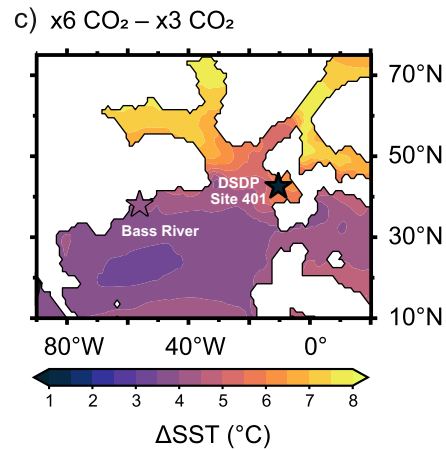 c) x6 CO₂ – x3 CO₂
70°N
50°N
DSDP
Site 401
Bass River
30°N
10°N
80°W 40°W 0°
1 2 3 4 5 6 7 8
ΔSST (°C)